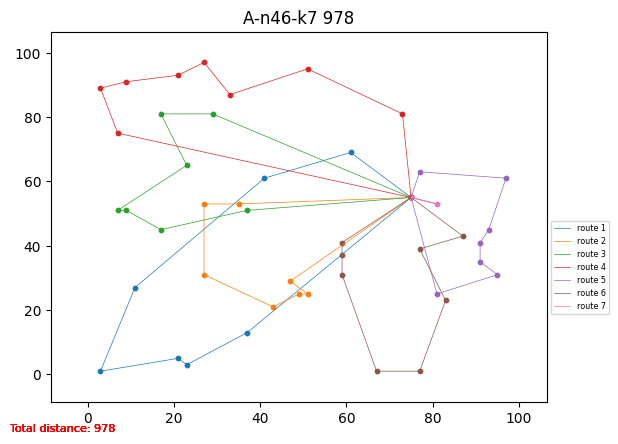 A-n46-k7 978
100
80
60
40
20
0
0 20 40 60 80 100
route 1
route 2
route 3
route 4
route 5
route 6
route 7
Total distance: 978